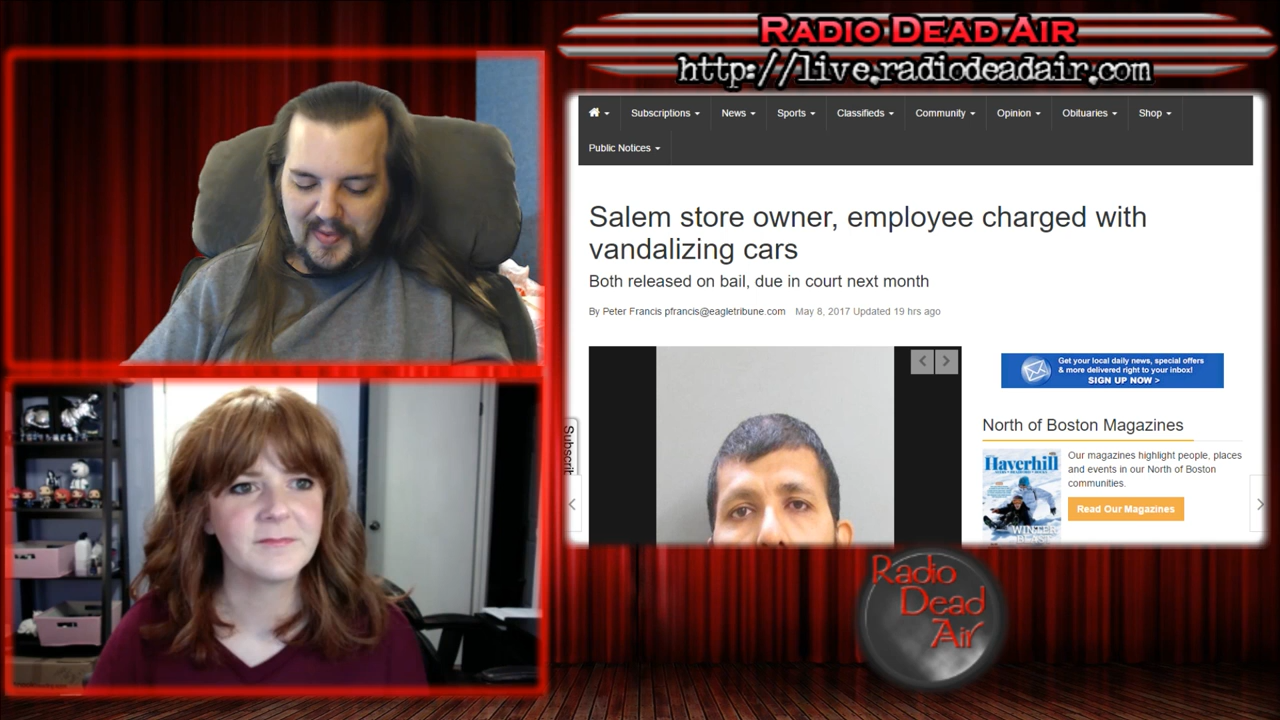 RADIO DEAD AIR
http://live.radiodeadair.com
Subscriptions
News
Sports
Classifieds
Community
Opinion
Obituaries
Shop
Public Notices
Salem store owner, employee charged with
vandalizing cars
Both released on bail, due in court next month
By Peter Francis pfrancis@eagletribune.com May 8, 2017 Updated 19 hrs ago
Get your local daily news, special offers
& more delivered right to your inbox!
SIGN UP NOW >
North of Boston Magazines
Subscrib
Haverhill
WINTER
BEAST
Our magazines highlight people, places
and events in our North of Boston
communities.
Read Our Magazines
Radio
Dead
Air